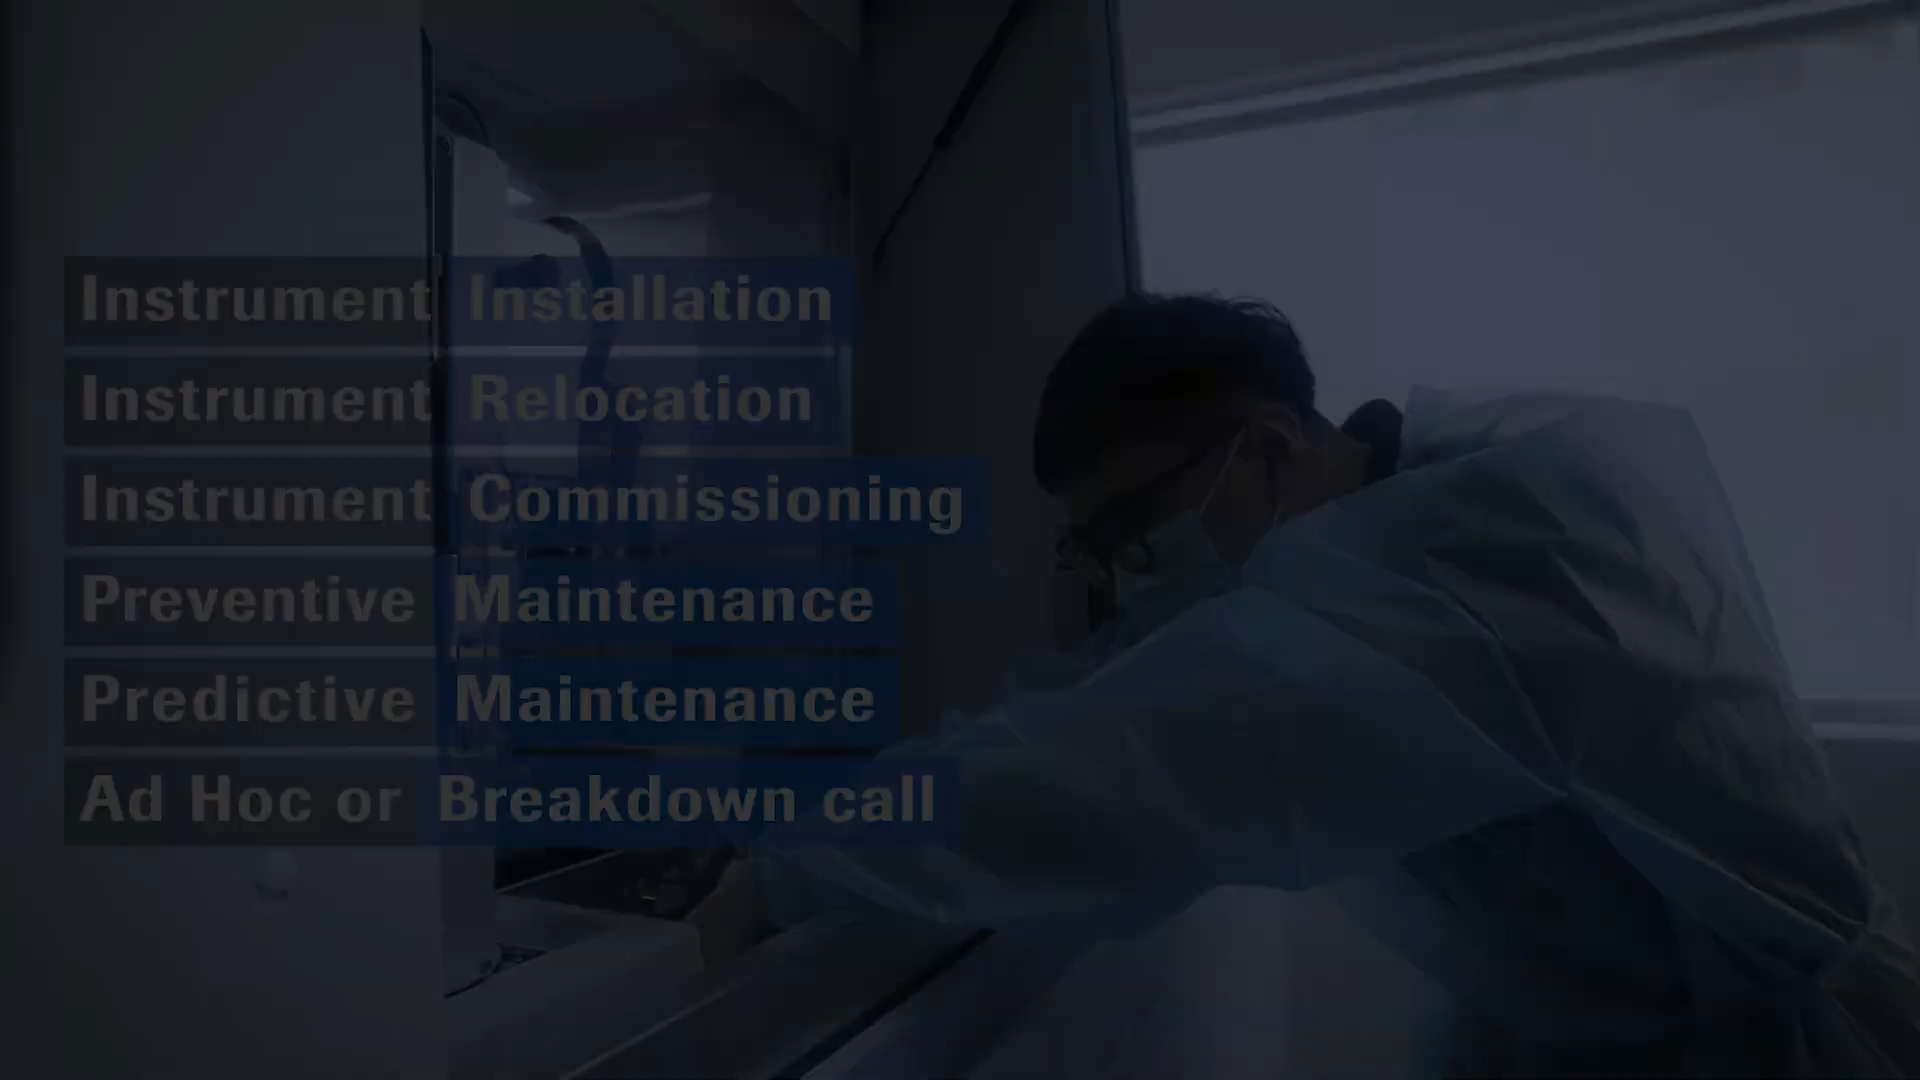 Instrument Installation
Instrument Relocation
Instrument Commissioning
Preventive Maintenance
Predictive Maintenance
Ad Hoc or Breakdown call